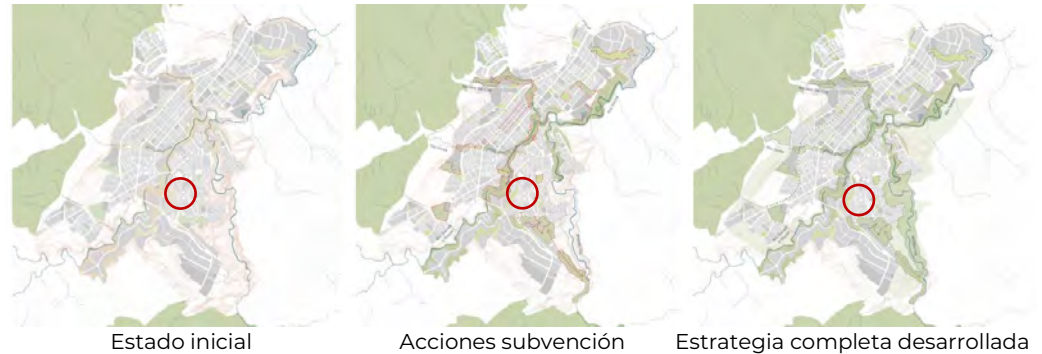 Estado inicial
Acciones subvención
Estrategia completa desarrollada